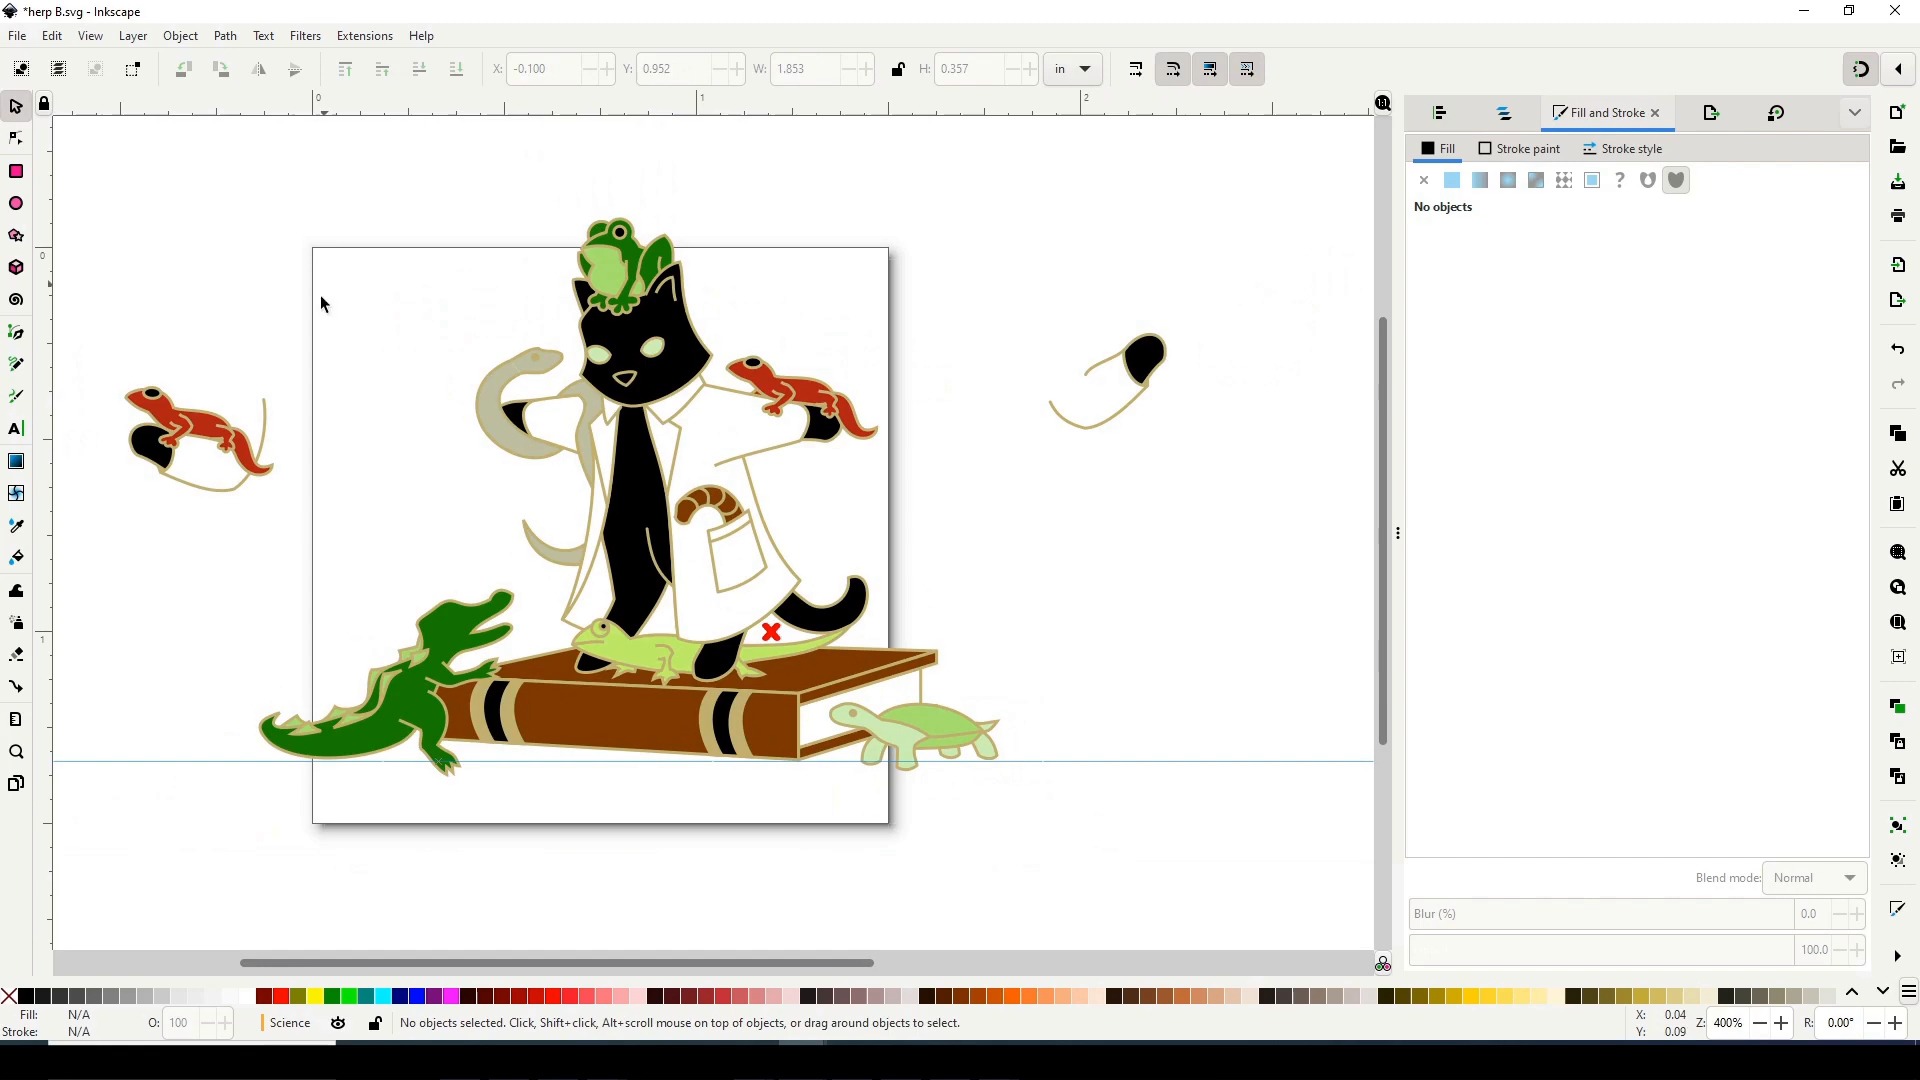 *herp B.svg - Inkscape
File Edit View Layer Object Path Text Filters Extensions Help
X: -0.100 Y: 0.952 W: 1.853 H: 0.357 in
0 1 2
Fill and Stroke
Fill Stroke paint Stroke style
No objects
0
1
Blend mode: Normal
Blur (%) 0.0
100.0
Fill: N/A
Stroke: N/A
O: 100
Science
No objects selected. Click, Shift+click, Alt+scroll mouse on top of objects, or drag around objects to select.
X: 0.04
Y: 0.09
Z: 400%
R: 0.00°